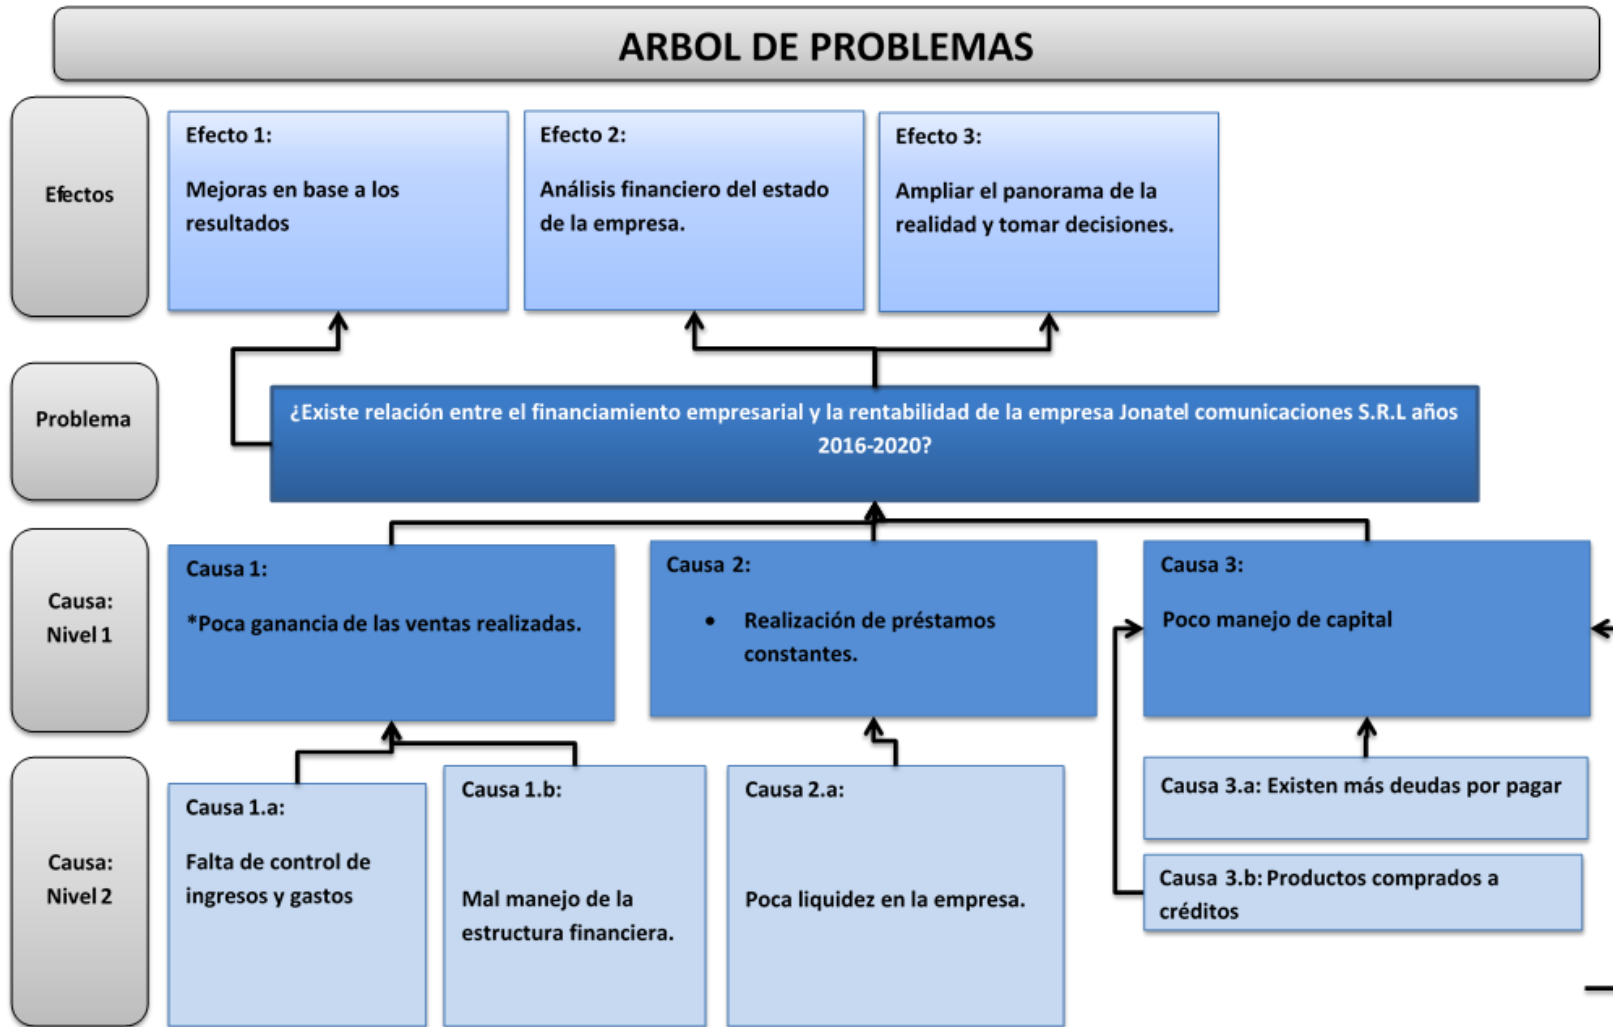 ARBOL DE PROBLEMAS
Efectos
Efecto 1:
Mejoras en base a los
resultados
Efecto 2:
Análisis financiero del estado
de la empresa.
Efecto 3:
Ampliar el panorama de la
realidad y tomar decisiones.
Problema
¿Existe relación entre el financiamiento empresarial y la rentabilidad de la empresa Jonatel comunicaciones S.R.L años
2016-2020?
Causa:
Nivel 1
Causa 1:
*Poca ganancia de las ventas realizadas.
Causa 2:
• Realización de préstamos
constantes.
Causa 3:
Poco manejo de capital
Causa:
Nivel 2
Causa 1.a:
Falta de control de
ingresos y gastos
Causa 1.b:
Mal manejo de la
estructura financiera.
Causa 2.a:
Poca liquidez en la empresa.
Causa 3.a: Existen más deudas por pagar
Causa 3.b: Productos comprados a
créditos